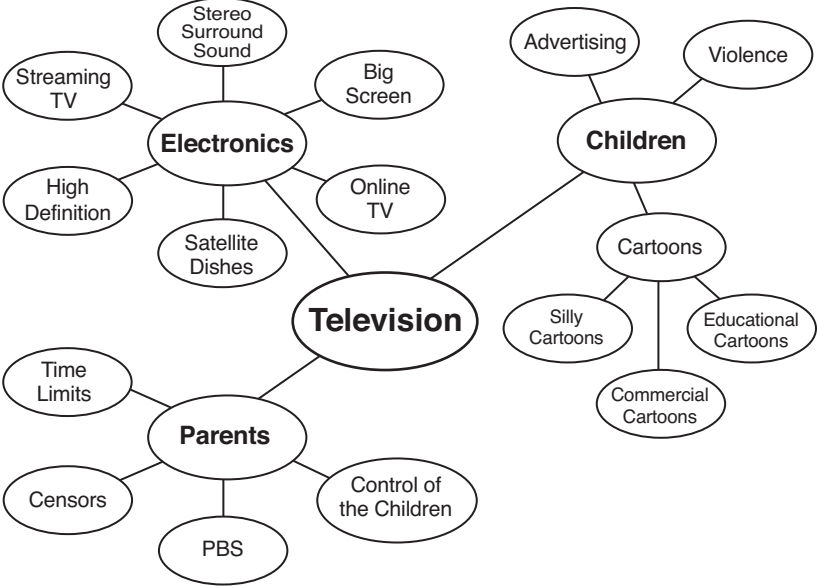 Stereo
Surround
Sound
Streaming
TV
Big
Screen
Electronics
High
Definition
Online
TV
Satellite
Dishes
Advertising
Violence
Children
Cartoons
Silly
Cartoons
Educational
Cartoons
Commercial
Cartoons
Television
Time
Limits
Parents
Censors
PBS
Control of
the Children